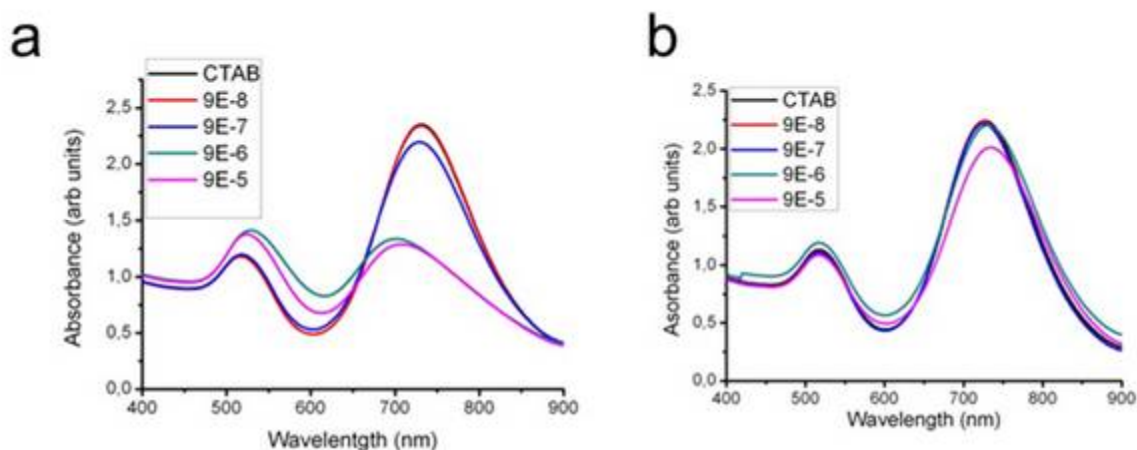 a
CTAB
9E-8
9E-7
9E-6
9E-5
Absorbance (arb units)
2.5
2.0
1.5
1.0
0.5
0.0
400 500 600 700 800 900
Wavelentgth (nm)
b
CTAB
9E-8
9E-7
9E-6
9E-5
Asorbance (arb units)
2.5
2.0
1.5
1.0
0.5
0.0
400 500 600 700 800 900
Wavelength (nm)